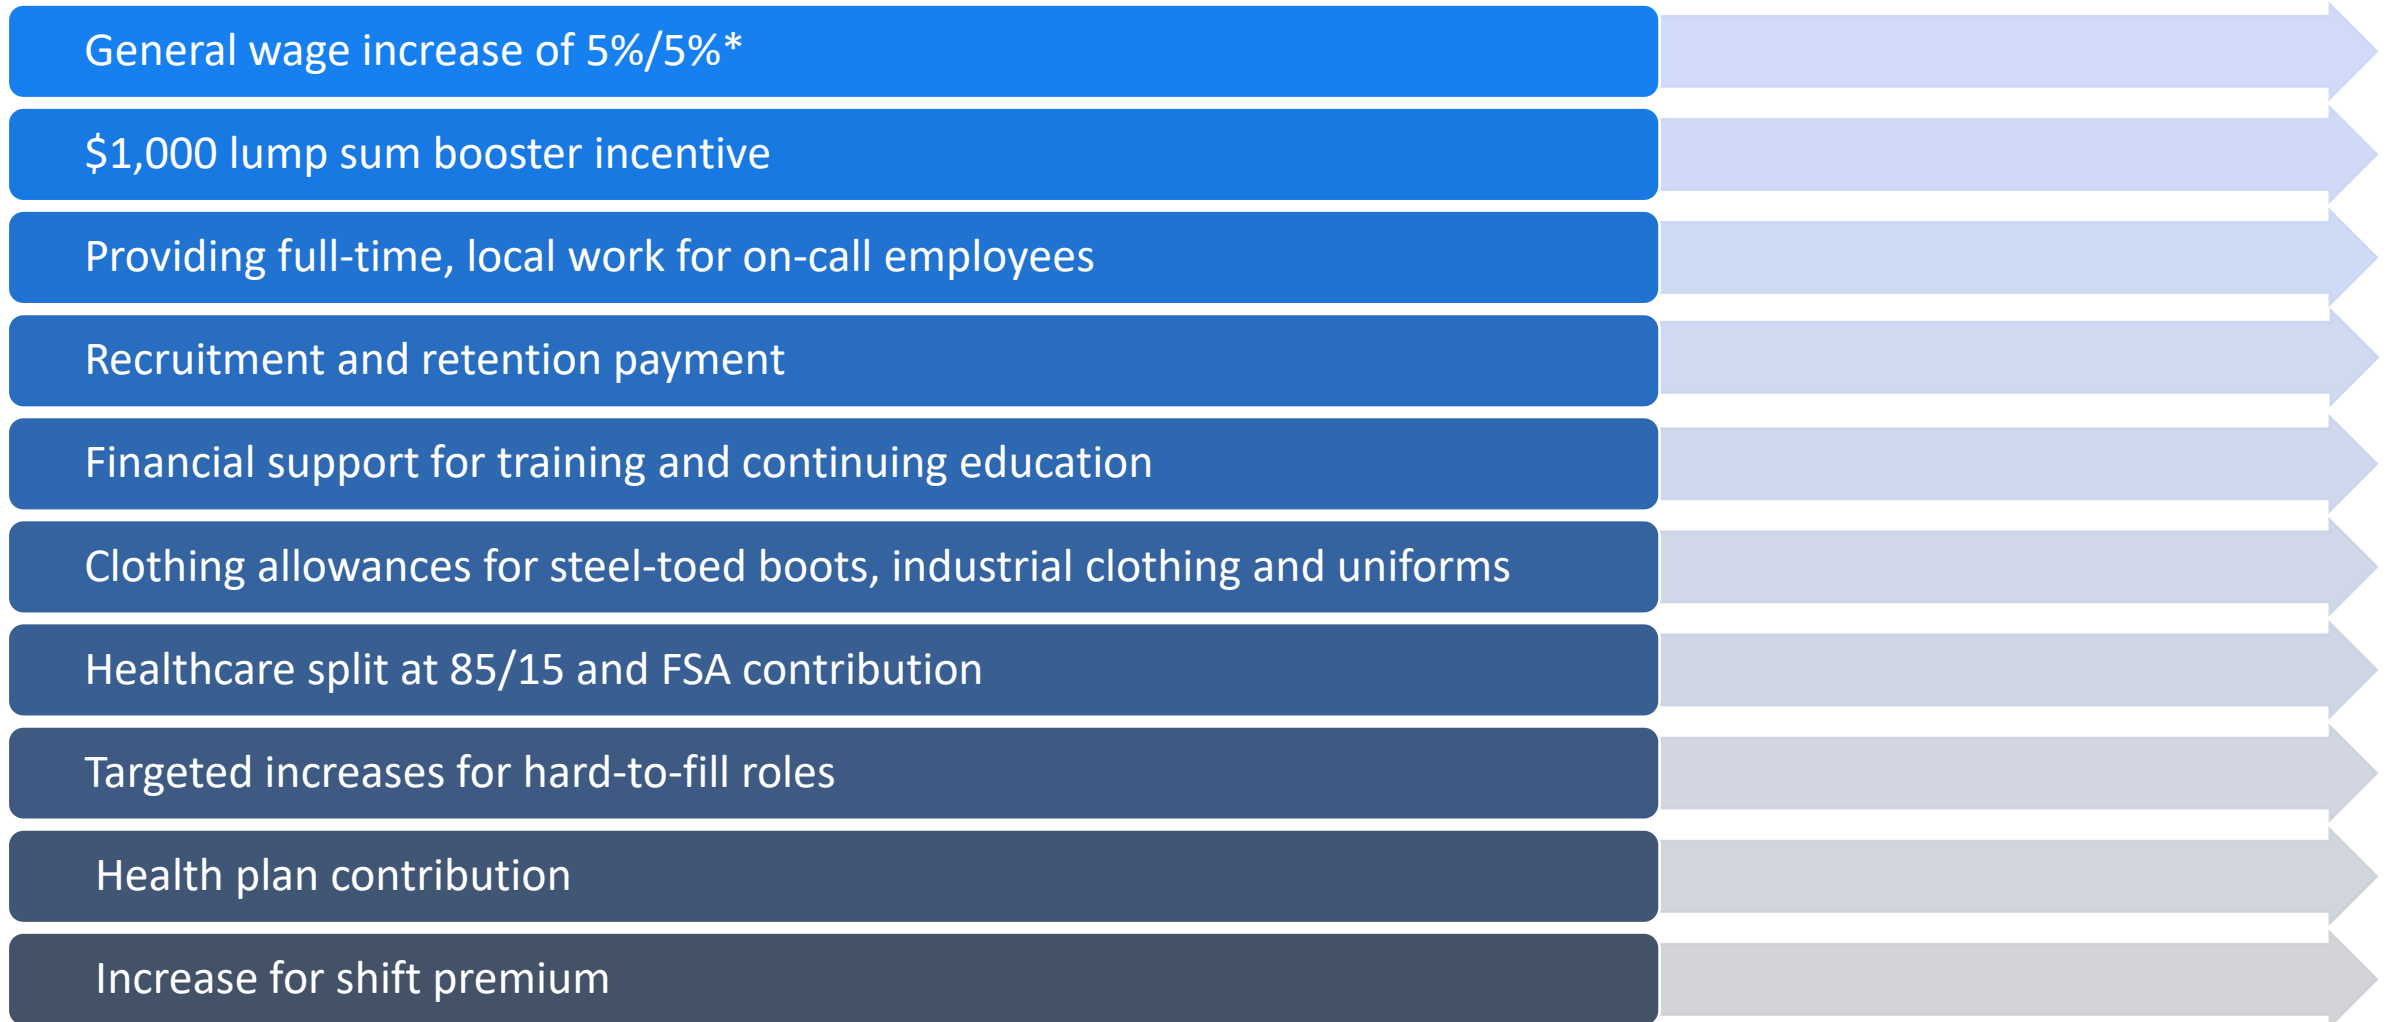 General wage increase of 5%/5%*
$1,000 lump sum booster incentive
Providing full-time, local work for on-call employees
Recruitment and retention payment
Financial support for training and continuing education
Clothing allowances for steel-toed boots, industrial clothing and uniforms
Healthcare split at 85/15 and FSA contribution
Targeted increases for hard-to-fill roles
Health plan contribution
Increase for shift premium